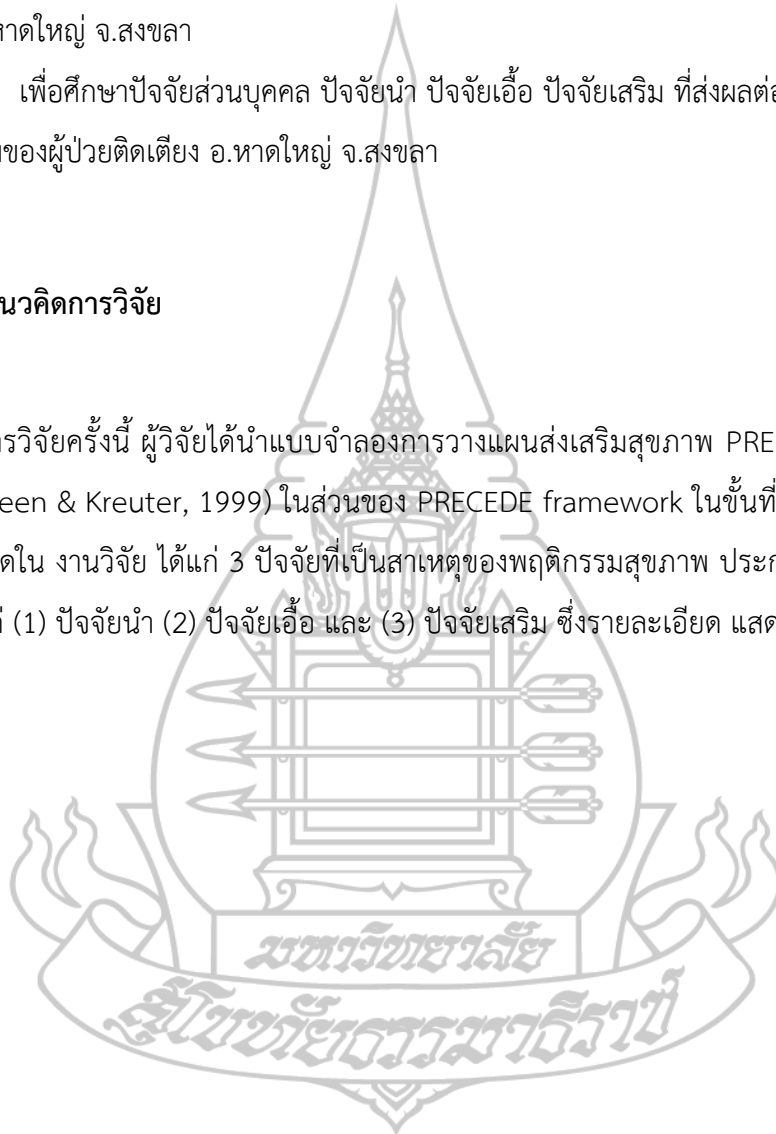 หาดใหญ่ จ.สงขลา
เพื่อศึกษาปัจจัยส่วนบุคคล ปัจจัยนำ ปัจจัยเอื้อ ปัจจัยเสริม ที่ส่งผลต่อ
ของผู้ป่วยติดเตียง อ.หาดใหญ่ จ.สงขลา
นวคิดการวิจัย
ารวิจัยครั้งนี้ ผู้วิจัยได้นำแบบจำลองการวางแผนส่งเสริมสุขภาพ PRE
een & Kreuter, 1999) ในส่วนของ PRECEDE framework ในขั้นที่
ดใน งานวิจัย ได้แก่ 3 ปัจจัยที่เป็นสาเหตุของพฤติกรรมสุขภาพ ประก
(1) ปัจจัยนำ (2) ปัจจัยเอื้อ และ (3) ปัจจัยเสริม ซึ่งรายละเอียด แสด
มหาวิทยาลัย
สุโขทัยธรรมาธิราช